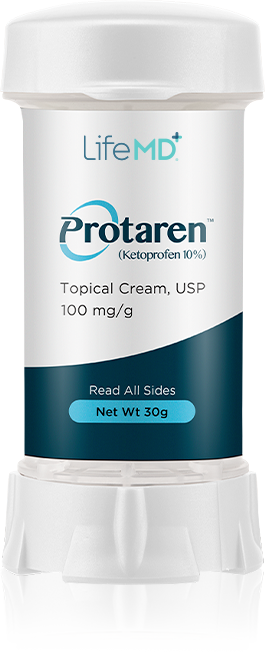 LifeMD+
Protaren™
(Ketoprofen 10%)
Topical Cream, USP
100 mg/g
Read All Sides
Net Wt 30g